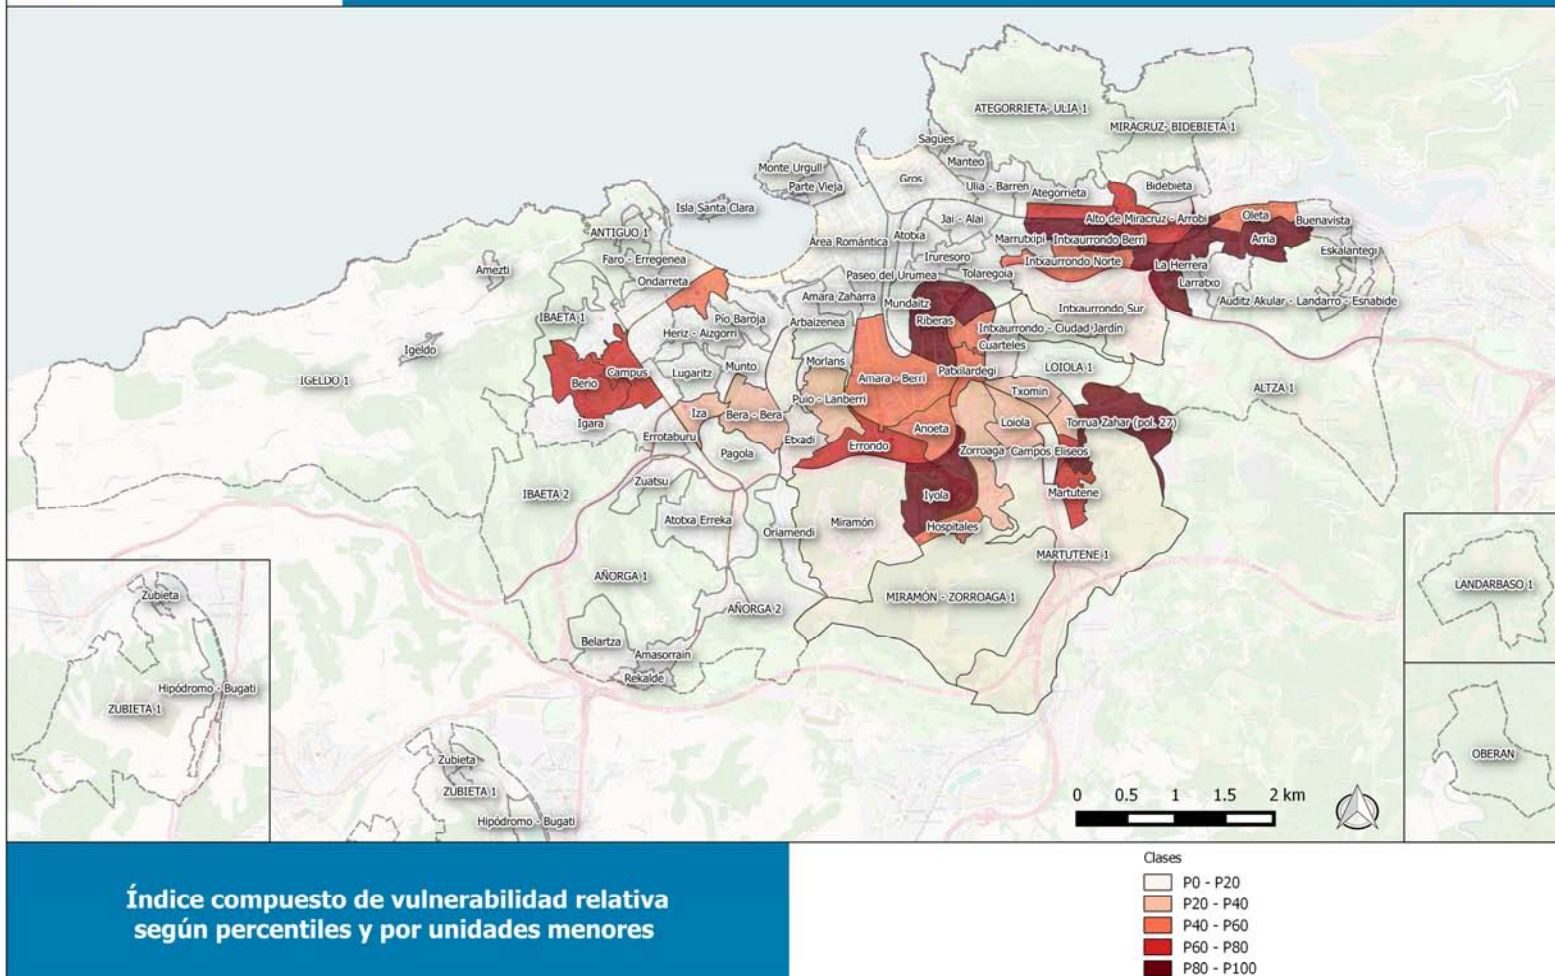 ATEGORRIETA- ULIA 1
MIRACRUZ- BIDEBIETA 1
Sagües
Manteo
Monte Urgull
Parte Vieja
Gros
Ulia - Barren
Ategorrieta
Bidebieta
Isla Santa Clara
Jai - Alai
Alto de Miracruz - Arrobi
Oleta
Buenavista
ANTIGUO 1
Área Romántica
Atotxa
Marrutxipi
Intxaurrondo Berri
Arria
Eskalantegi
Faro - Erregenea
Iruresoro
Intxaurrondo Norte
La Herrera
Amezti
Ondarreta
Paseo del Urumea
Tolaregoia
Larratxo
Amara Zaharra
Mundaitz
Intxaurrondo Sur
Auditz Akular - Landarro - Esnabide
IBAETA 1
Pío Baroja
Arbaizenea
Riberas
Intxaurrondo - Ciudad Jardín
Heriz - Aizgorri
Cuarteles
Igeldo
Morlans
IGELDO 1
Berio
Campus
Lugaritz
Munto
Amara - Berri
Patxilardegi
LOIOLA 1
ALTZA 1
Puio - Lanberri
Txomin
Iza
Bera - Bera
Igara
Anoeta
Loiola
Torrua Zahar (pol. 27)
Errotaburu
Etxadi
Errondo
Pagola
Zorroaga
Campos Elíseos
Zuatsu
IBAETA 2
Iyola
Martutene
Atotxa Erreka
Oriamendi
Miramón
Hospitales
MARTUTENE 1
AÑORGA 1
AÑORGA 2
MIRAMÓN - ZORROAGA 1
LANDARBASO 1
Belartza
Amasorrain
Rekalde
Zubieta
Hipódromo - Bugati
ZUBIETA 1
OBERAN
Zubieta
ZUBIETA 1
Hipódromo - Bugati
0 0.5 1 1.5 2 km
Índice compuesto de vulnerabilidad relativa
según percentiles y por unidades menores
Clases
P0 - P20
P20 - P40
P40 - P60
P60 - P80
P80 - P100